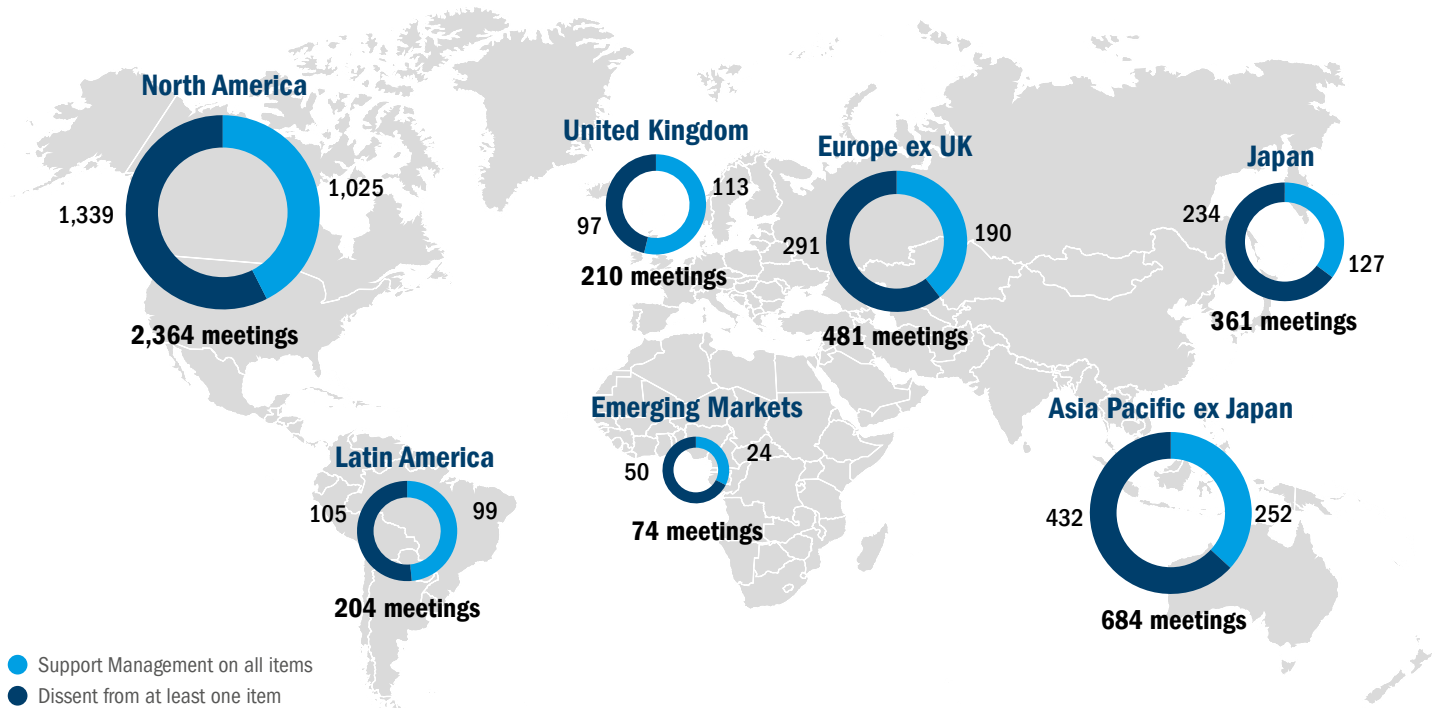 North America
1,339
1,025
2,364 meetings
United Kingdom
97
113
210 meetings
Europe ex UK
291
190
481 meetings
Japan
234
127
361 meetings
Latin America
105
99
204 meetings
Emerging Markets
50
24
74 meetings
Asia Pacific ex Japan
432
252
684 meetings
Support Management on all items
Dissent from at least one item